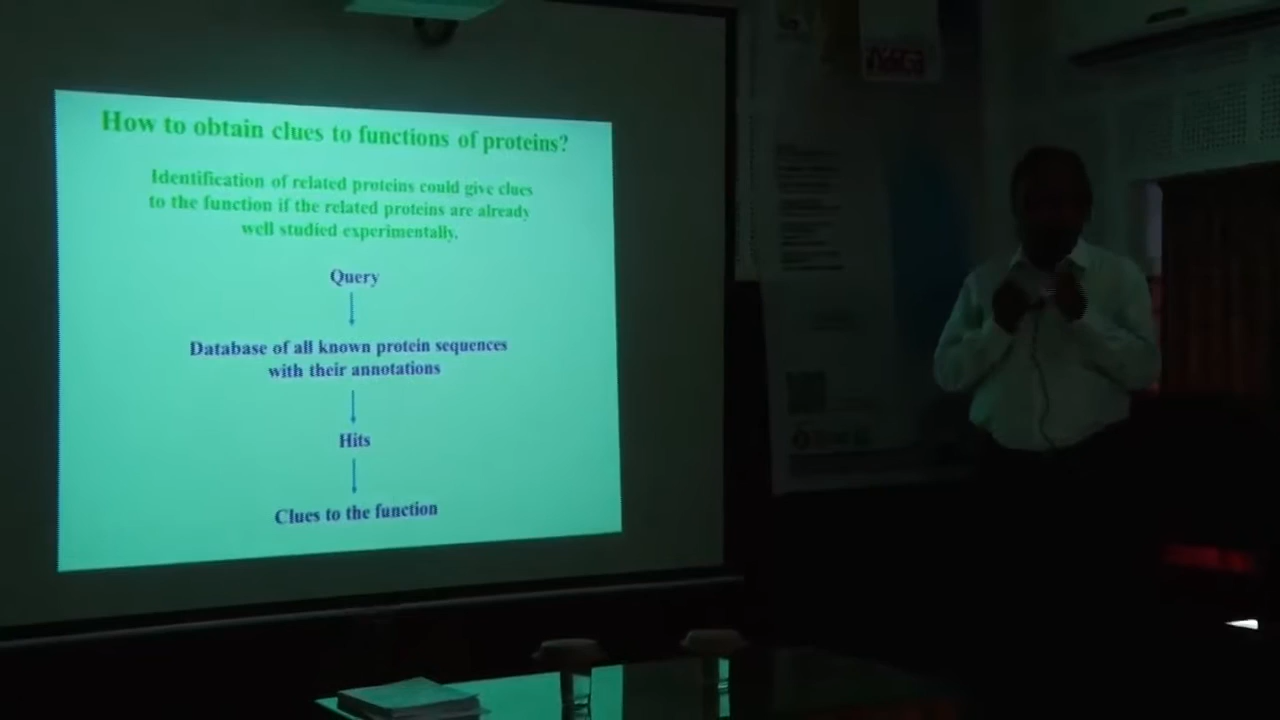 How to obtain clues to functions of proteins?
Identification of related proteins could give clues
to the function if the related proteins are already
well studied experimentally.
Query
Database of all known protein sequences
with their annotations
Hits
Clues to the function